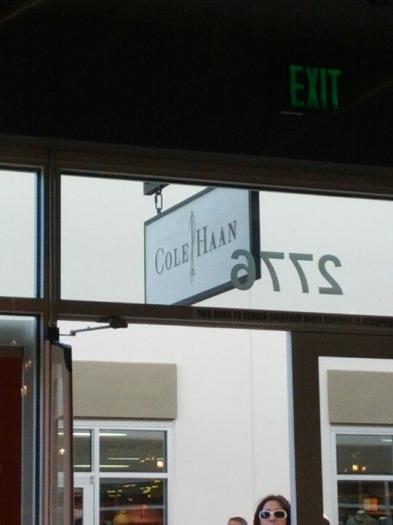 EXIT
COLE HAAN
2776
THIS DOOR TO REMAIN UNLOCKED WHEN BUILDING IS OCCUPIED